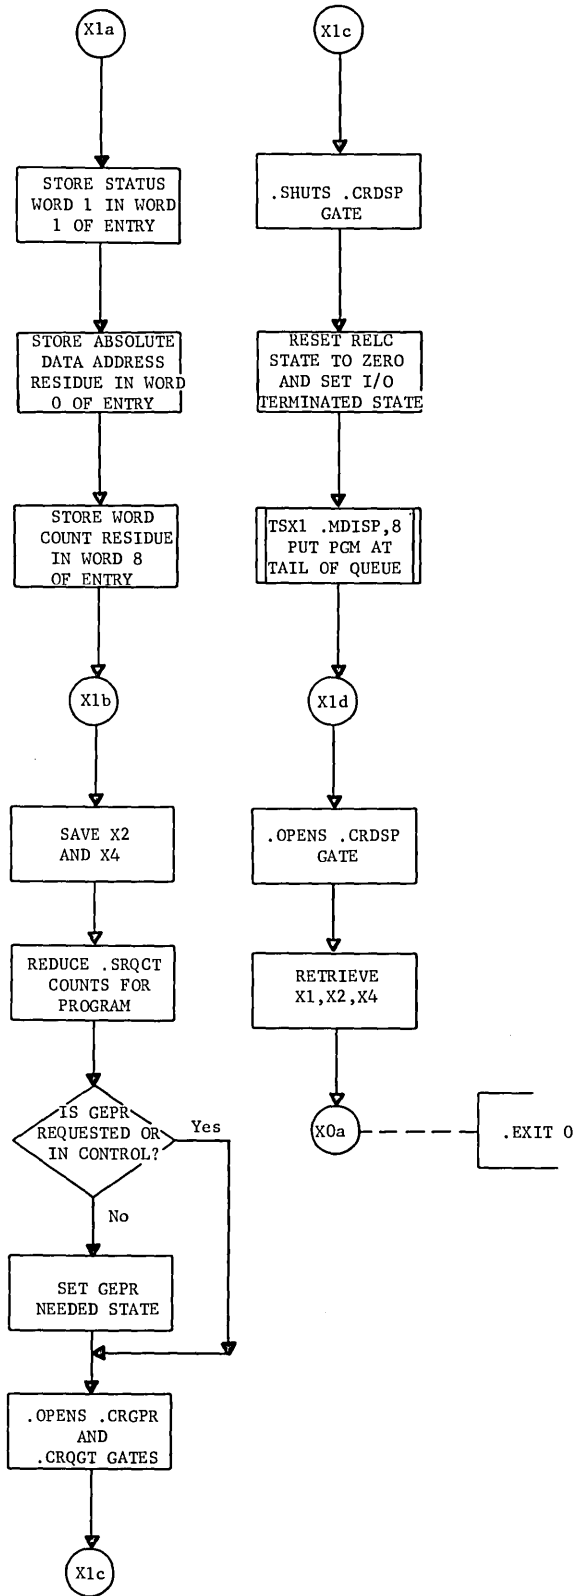 X1a
STORE STATUS
WORD 1 IN WORD
1 OF ENTRY
STORE ABSOLUTE
DATA ADDRESS
RESIDUE IN WORD
0 OF ENTRY
STORE WORD
COUNT RESIDUE
IN WORD 8
OF ENTRY
X1b
SAVE X2
AND X4
REDUCE .SRQCT
COUNTS FOR
PROGRAM
IS GEPR
REQUESTED OR
IN CONTROL?
Yes
No
SET GEPR
NEEDED STATE
.OPENS .CRGPR
AND
.CRQGT GATES
X1c
X1c
.SHUTS .CRDSP
GATE
RESET RELC
STATE TO ZERO
AND SET I/O
TERMINATED STATE
TSX1 .MDISP,8
PUT PGM AT
TAIL OF QUEUE
X1d
.OPENS .CRDSP
GATE
RETRIEVE
X1,X2,X4
X0a
.EXIT 0